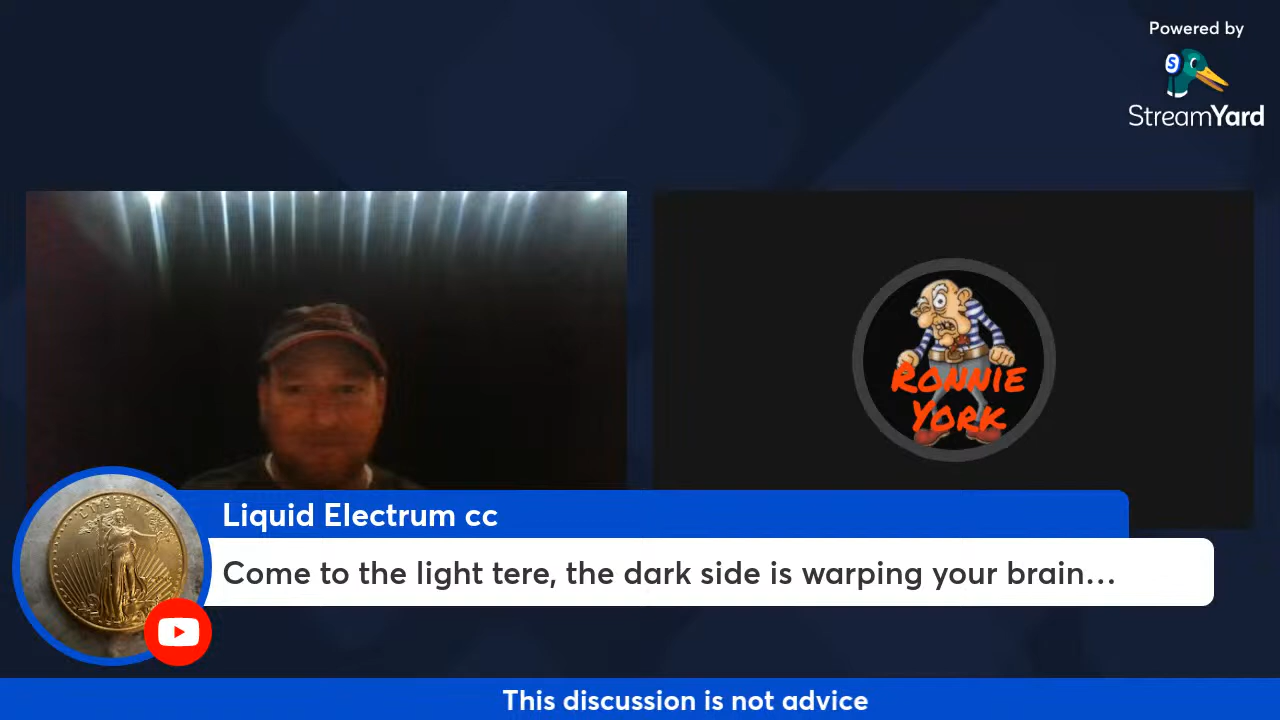 Powered by
S
StreamYard
RONNIE
YORK
LIBERTY
Liquid Electrum cc
Come to the light tere, the dark side is warping your brain...
This discussion is not advice